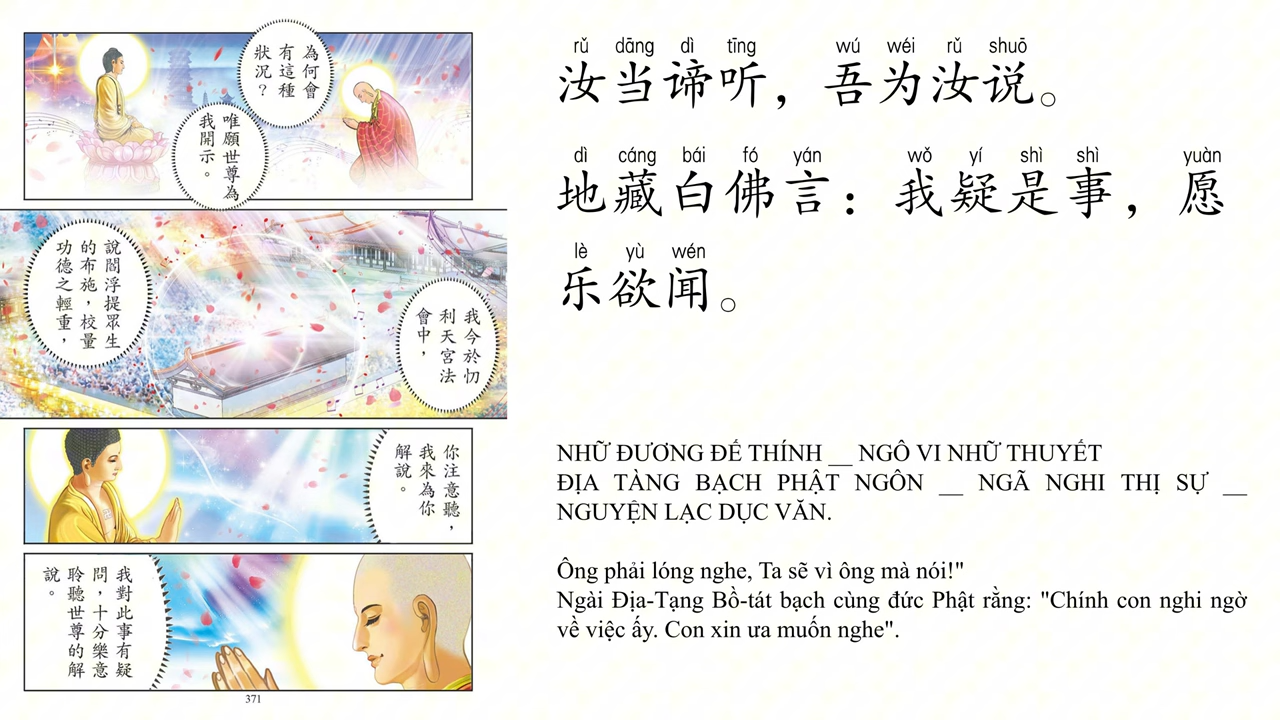 為何會
有這種
狀況？
唯願世尊為
我開示。
我今於忉
利天宮法
會中，
說閻浮提眾生
的布施，校量
功德之輕重，
你注意聽，
我來為你
解說。
我對此事有疑
問，十分樂意
聆聽世尊的解
說。
371
rǔ dāng dì tīng wú wéi rǔ shuō
汝当谛听，吾为汝说。
dì cáng bái fó yán wǒ yí shì shì yuàn
地藏白佛言：我疑是事，愿
lè yù wén
乐欲闻。
NHỮ ĐƯƠNG ĐẾ THÍNH __ NGÔ VI NHỮ THUYẾT
ĐỊA TÀNG BẠCH PHẬT NGÔN __ NGÃ NGHI THỊ SỰ __
NGUYỆN LẠC DỤC VĂN.
Ông phải lóng nghe, Ta sẽ vì ông mà nói!"
Ngài Địa-Tạng Bồ-tát bạch cùng đức Phật rằng: "Chính con nghi ngờ
về việc ấy. Con xin ưa muốn nghe".